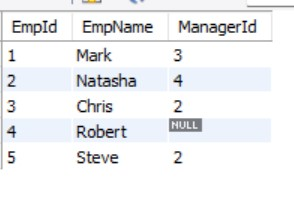 EmpId EmpName ManagerId
1 Mark 3
2 Natasha 4
3 Chris 2
4 Robert NULL
5 Steve 2